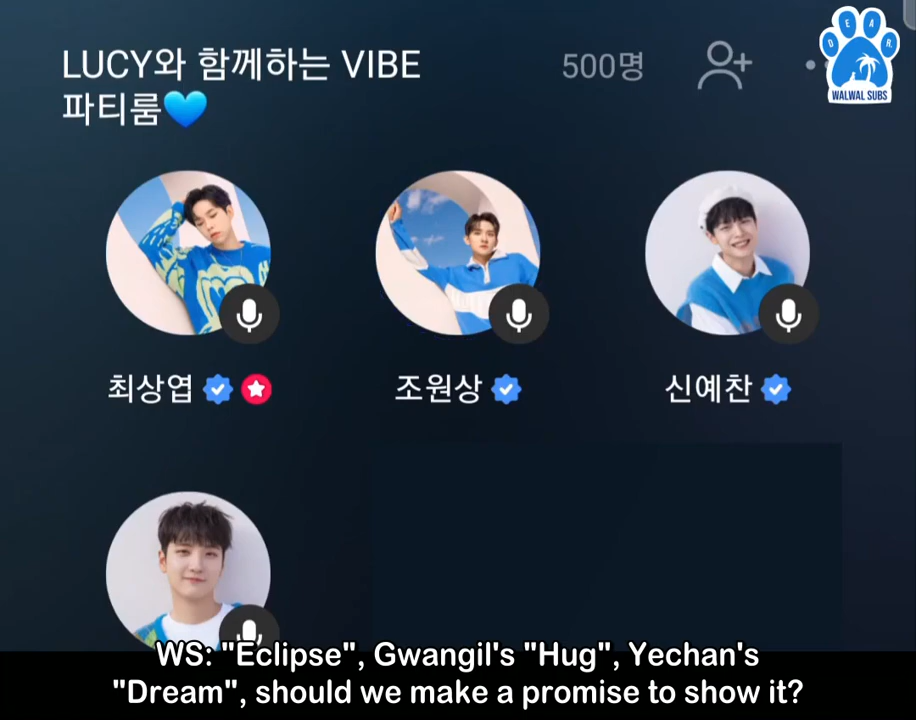 LUCY와 함께하는 VIBE
파티룸💙
500명
DEAR.
WALWAL SUBS
최상엽
조원상
신예찬
WS: "Eclipse", Gwangil's "Hug", Yechan's
"Dream", should we make a promise to show it?